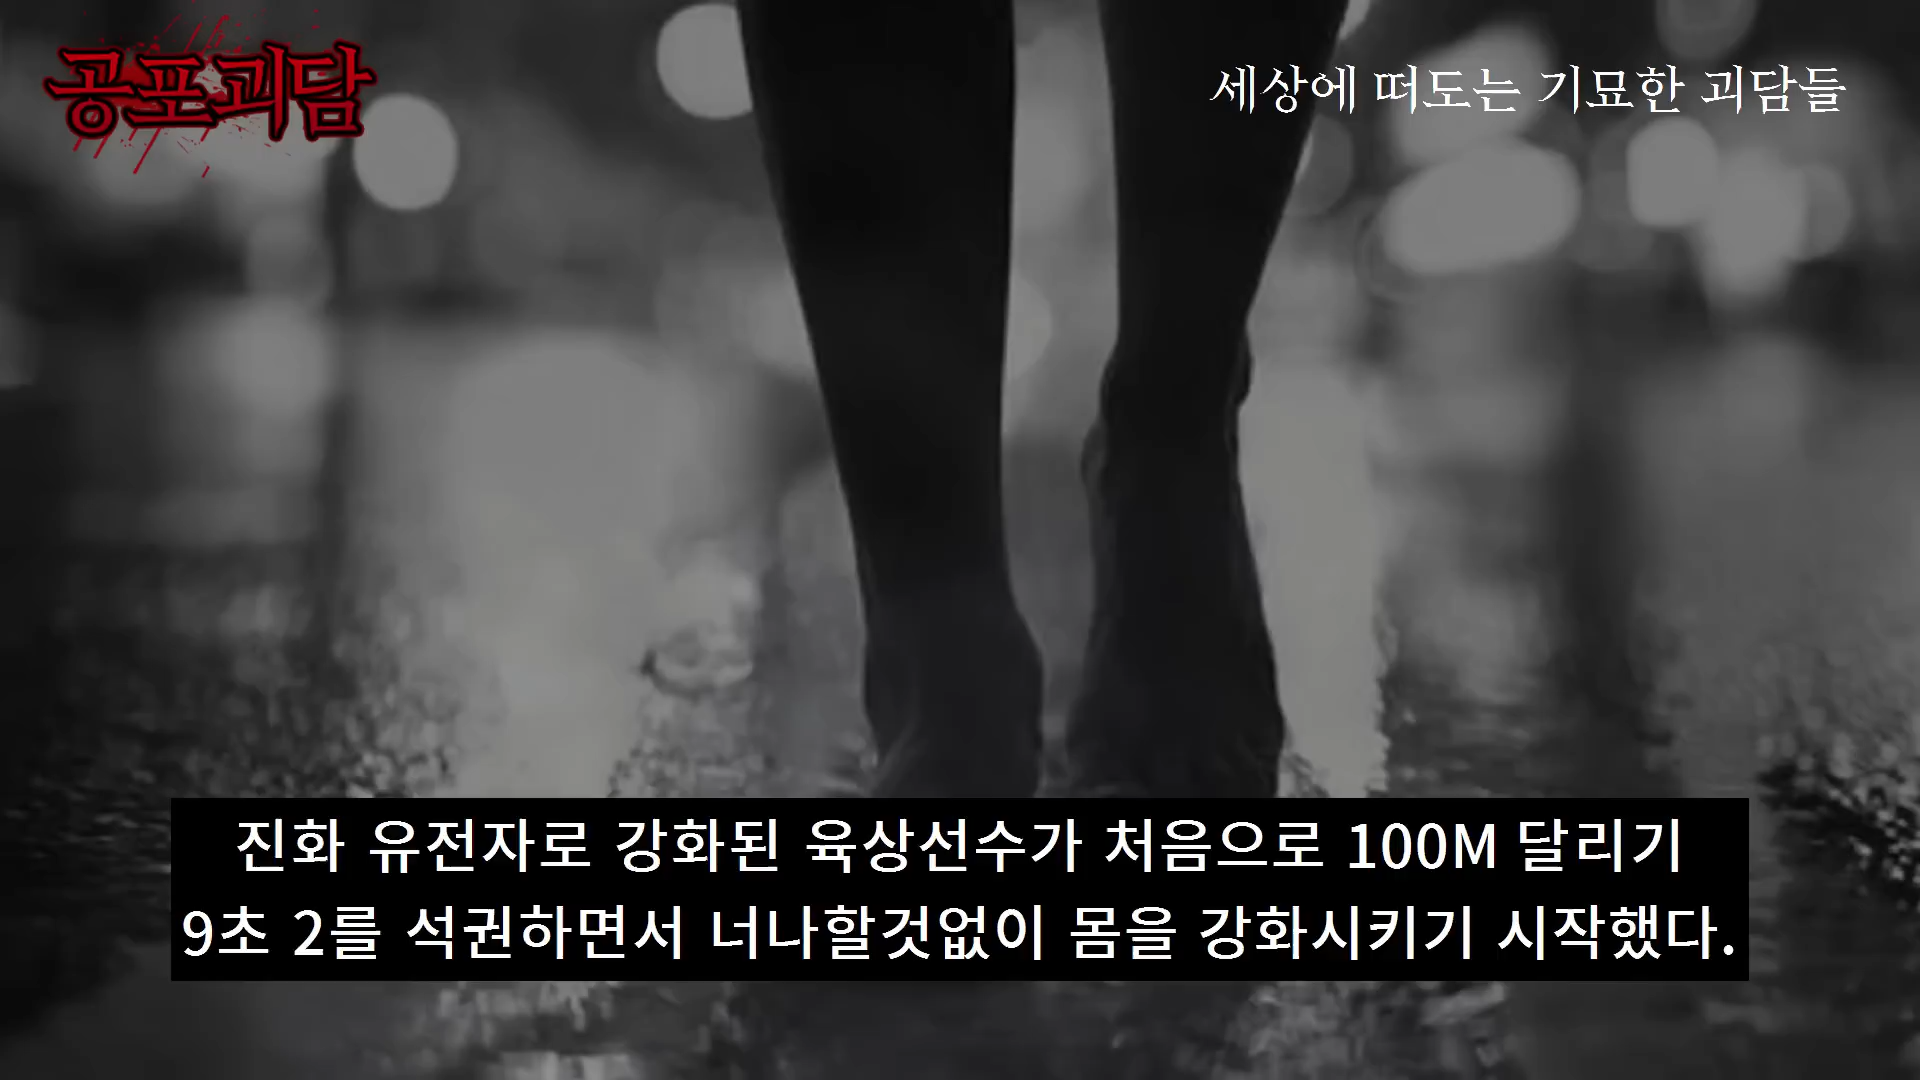 공포괴담
세상에 떠도는 기묘한 괴담들
진화 유전자로 강화된 육상선수가 처음으로 100M 달리기
9초 2를 석권하면서 너나할것없이 몸을 강화시키기 시작했다.